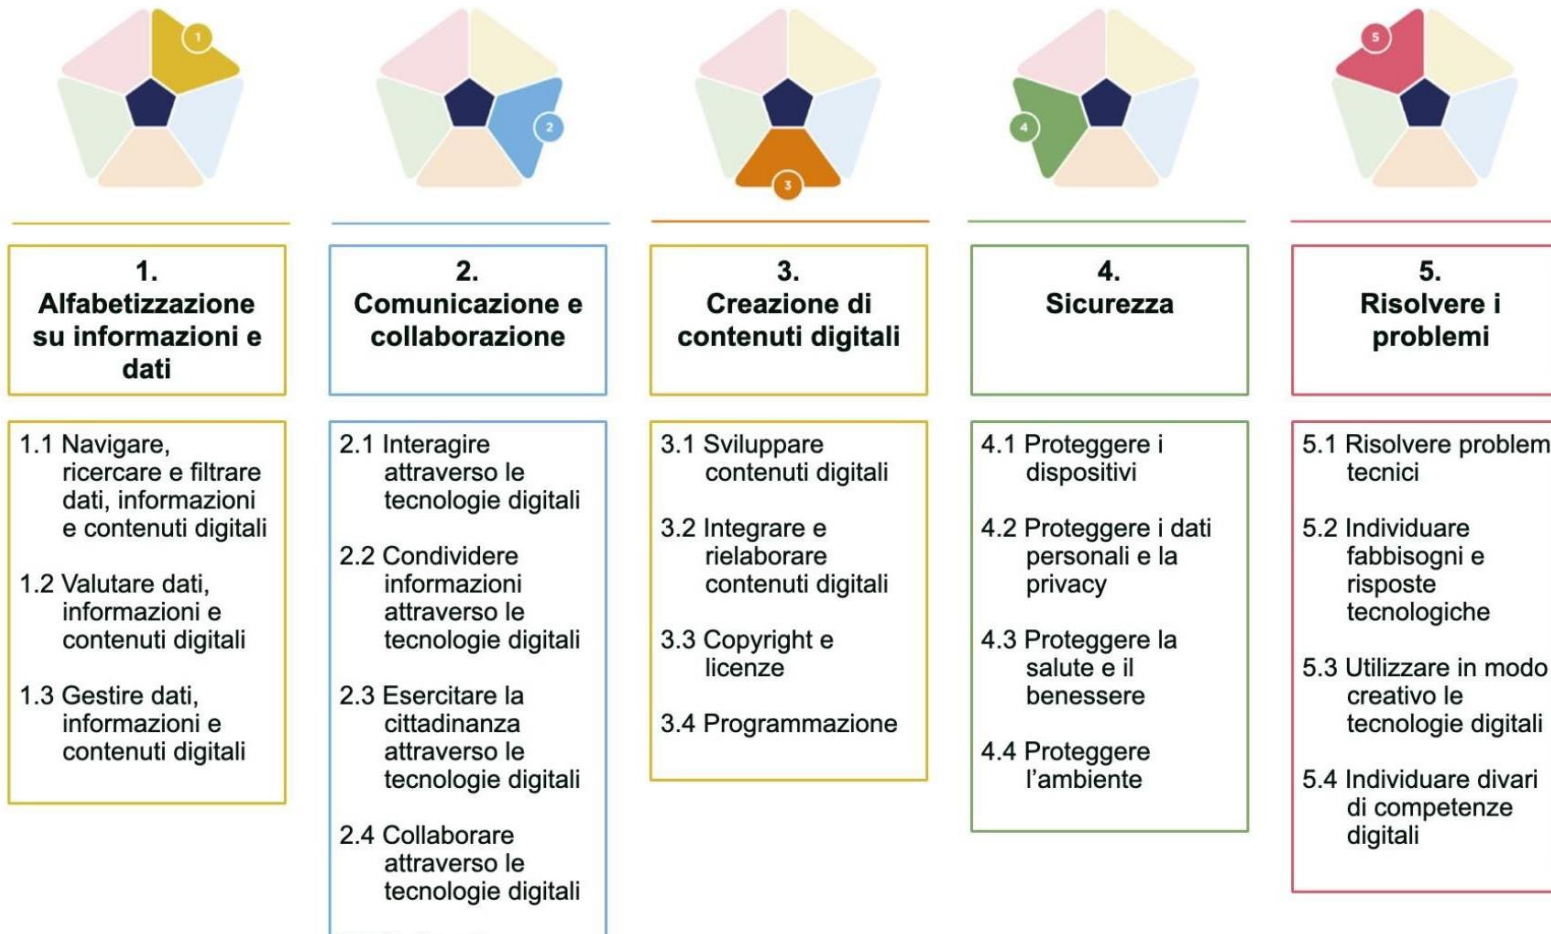 1
2
3
4
5
1.
Alfabetizzazione
su informazioni e
dati
2.
Comunicazione e
collaborazione
3.
Creazione di
contenuti digitali
4.
Sicurezza
5.
Risolvere i
problemi
1.1 Navigare,
ricercare e filtrare
dati, informazioni
e contenuti digitali
1.2 Valutare dati,
informazioni e
contenuti digitali
1.3 Gestire dati,
informazioni e
contenuti digitali
2.1 Interagire
attraverso le
tecnologie digitali
2.2 Condividere
informazioni
attraverso le
tecnologie digitali
2.3 Esercitare la
cittadinanza
attraverso le
tecnologie digitali
2.4 Collaborare
attraverso le
tecnologie digitali
3.1 Sviluppare
contenuti digitali
3.2 Integrare e
rielaborare
contenuti digitali
3.3 Copyright e
licenze
3.4 Programmazione
4.1 Proteggere i
dispositivi
4.2 Proteggere i dati
personali e la
privacy
4.3 Proteggere la
salute e il
benessere
4.4 Proteggere
l'ambiente
5.1 Risolvere problem
tecnici
5.2 Individuare
fabbisogni e
risposte
tecnologiche
5.3 Utilizzare in modo
creativo le
tecnologie digitali
5.4 Individuare divari
di competenze
digitali